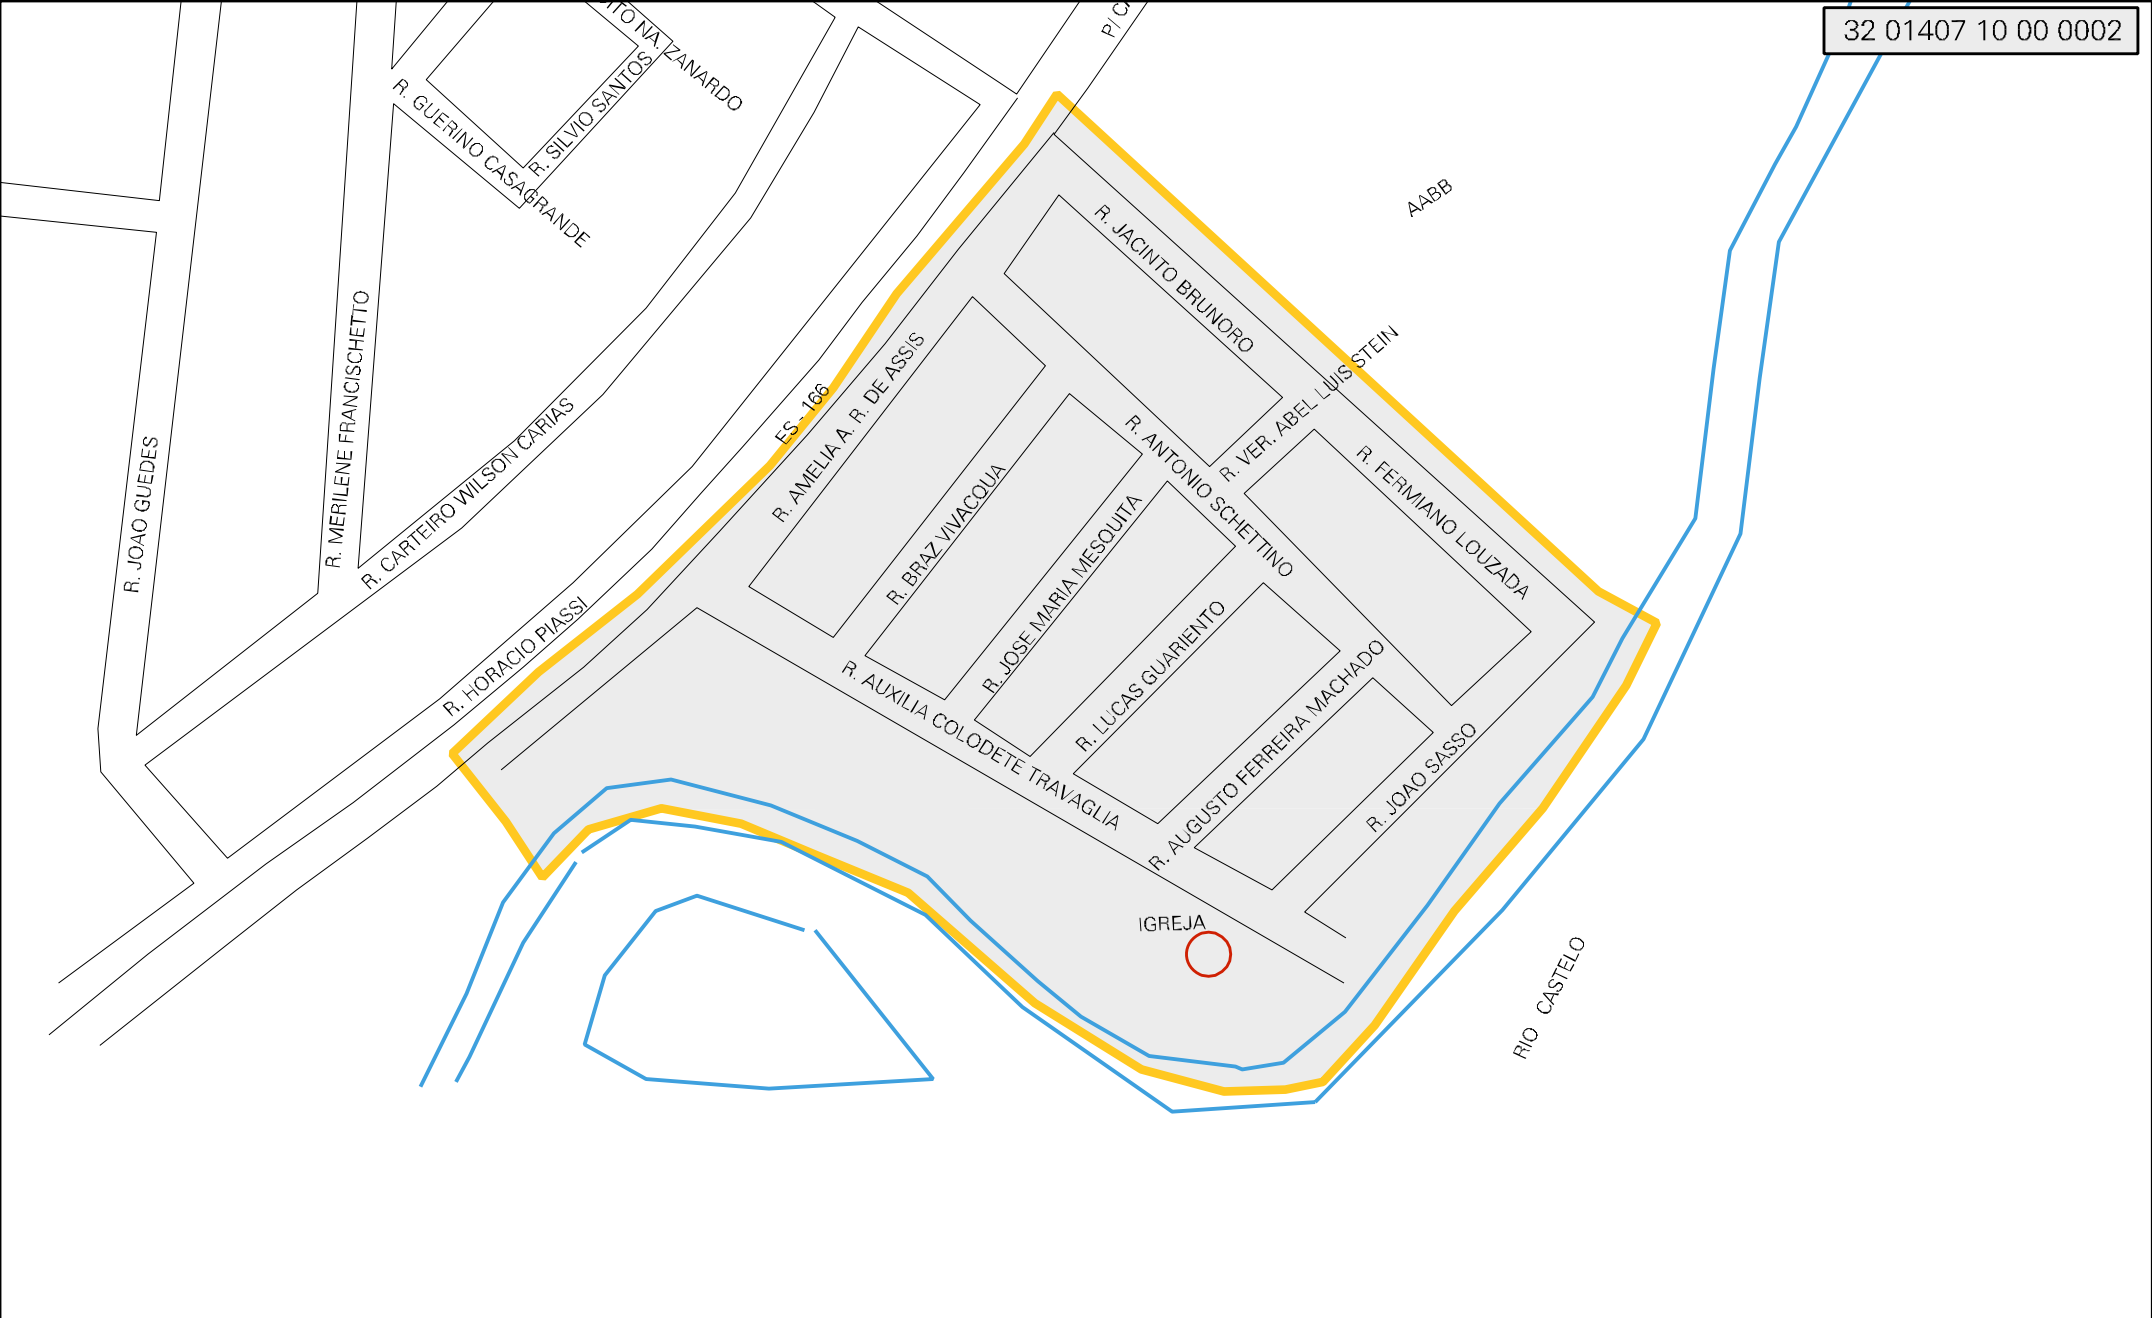 32 01407 10 00 0002
ZANARDO
R. SILVIO SANTOS
R. GUERINO CASAGRANDE
AABB
R. JACINTO BRUNORO
R. VER. ABEL LUIS STEIN
R. MERILENE FRANCISCHETTO
R. AMELIA A. R. DE ASSIS
ES - 166
R. CARTEIRO WILSON CARIAS
R. JOAO GUEDES
R. ANTONIO SCHETTINO
R. FERMIANO LOUZADA
R. BRAZ VIVACQUA
R. JOSE MARIA MESQUITA
R. HORACIO PIASSI
R. LUCAS GUARIENTO
R. AUGUSTO FERREIRA MACHADO
R. AUXILIA COLODETE TRAVAGLIA
R. JOAO SASSO
IGREJA
RIO CASTELO